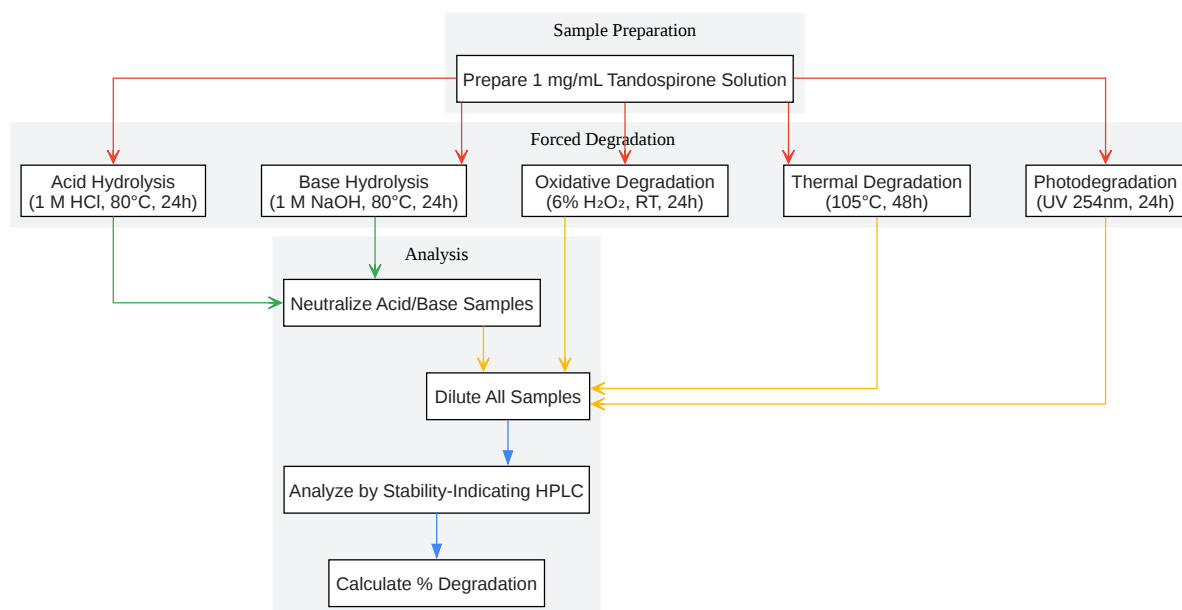 Sample Preparation
Prepare 1 mg/mL Tandospirone Solution
Forced Degradation
Acid Hydrolysis
(1 M HCl, 80°C, 24h)
Base Hydrolysis
(1 M NaOH, 80°C, 24h)
Oxidative Degradation
(6% H₂O₂, RT, 24h)
Thermal Degradation
(105°C, 48h)
Photodegradation
(UV 254nm, 24h)
Analysis
Neutralize Acid/Base Samples
Dilute All Samples
Analyze by Stability-Indicating HPLC
Calculate % Degradation